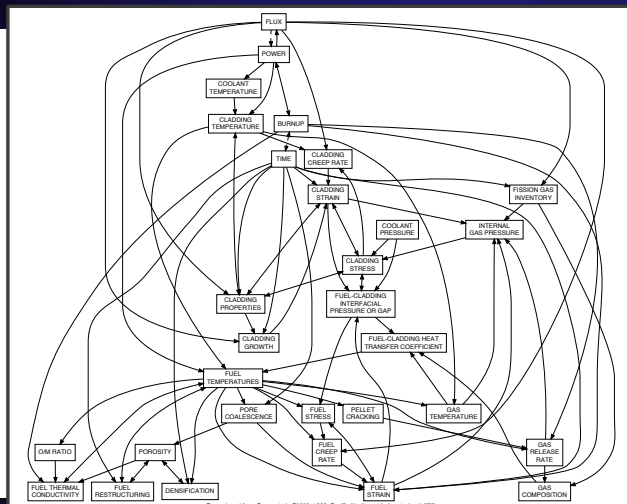 FLUX
POWER
COOLANT
TEMPERATURE
CLADDING
TEMPERATURE
BURNUP
TIME
CLADDING
CREEP RATE
CLADDING
STRAIN
FISSION GAS
INVENTORY
COOLANT
PRESSURE
INTERNAL
GAS PRESSURE
CLADDING
STRESS
CLADDING
PROPERTIES
FUEL-CLADDING
INTERFACIAL
PRESSURE OR GAP
CLADDING
GROWTH
FUEL-CLADDING HEAT
TRANSFER COEFFICIENT
FUEL
TEMPERATURES
PORE
COALESCENCE
FUEL
STRESS
PELLET
CRACKING
GAS
TEMPERATURE
O/M RATIO
POROSITY
FUEL
CREEP
RATE
GAS
RELEASE
RATE
FUEL THERMAL
CONDUCTIVITY
FUEL
RESTRUCTURING
DENSIFICATION
FUEL
STRAIN
GAS
COMPOSITION